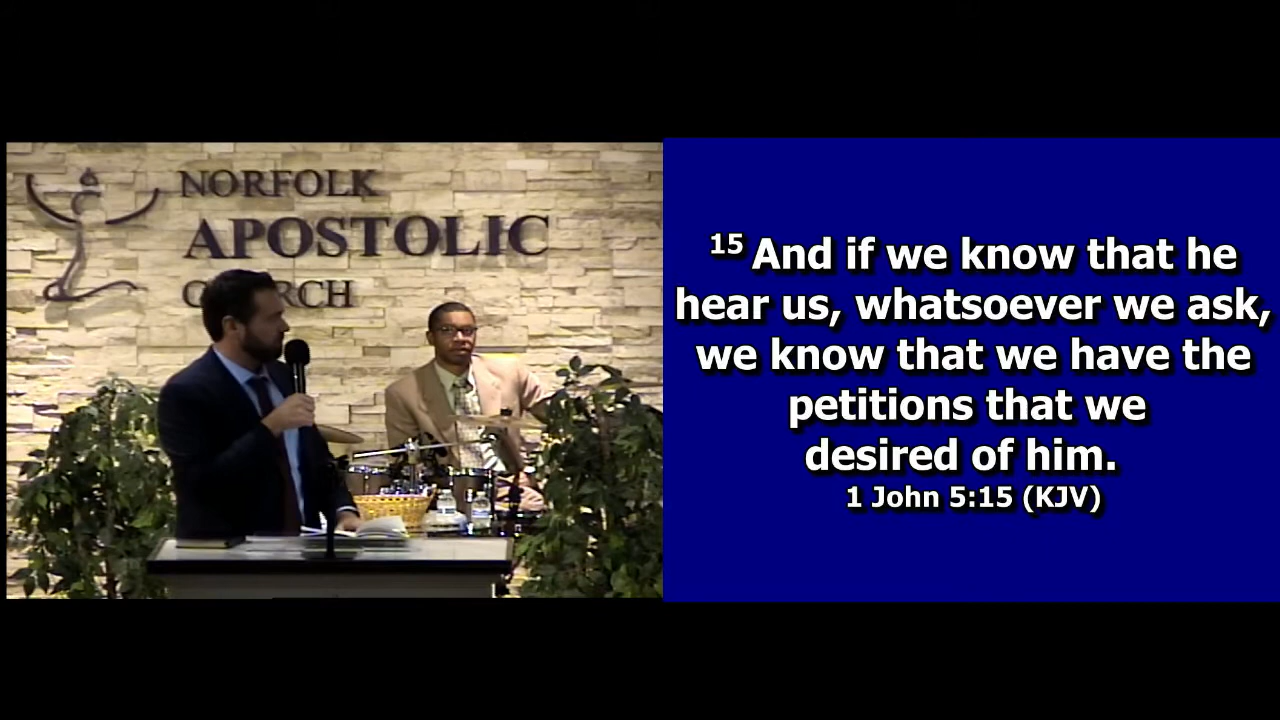 NORFOLK
APOSTOLIC
CHURCH
15 And if we know that he
hear us, whatsoever we ask,
we know that we have the
petitions that we
desired of him.
1 John 5:15 (KJV)